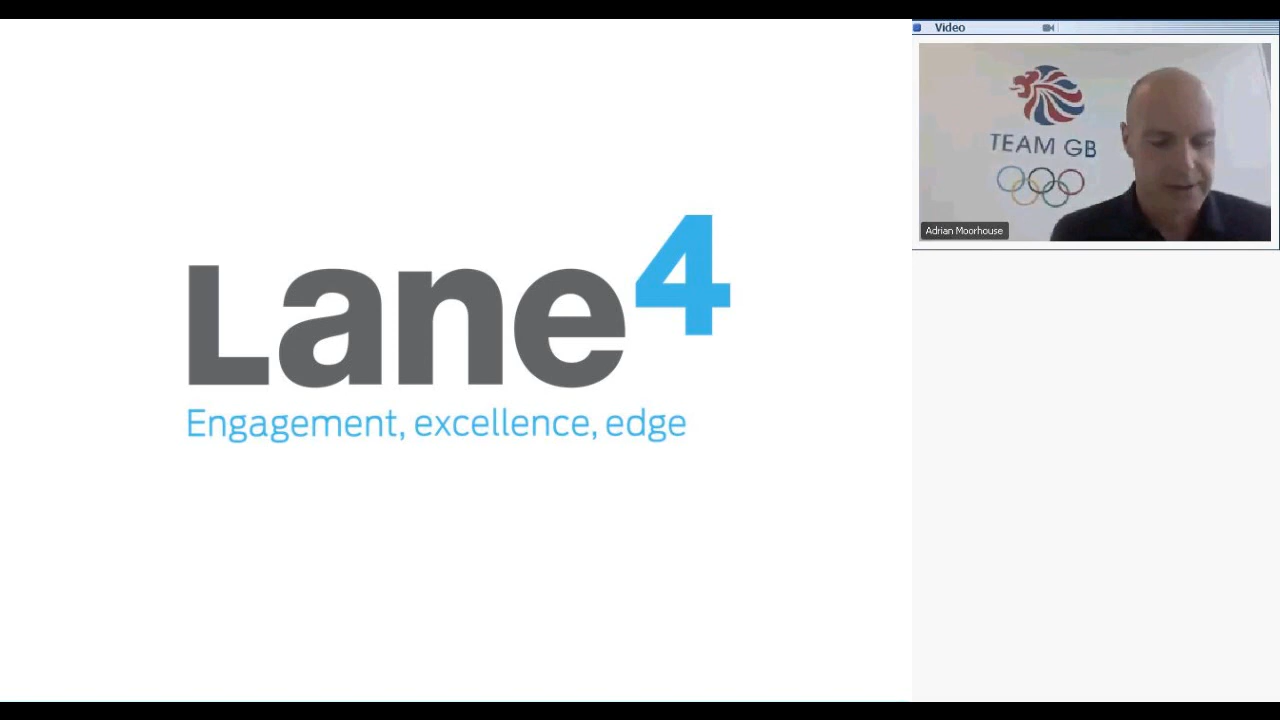 Lane4
Engagement, excellence, edge
Video
TEAM GB
Adrian Moorhouse